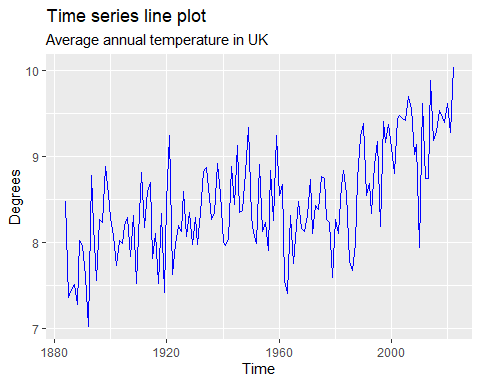 Time series line plot
Average annual temperature in UK
10
9
8
7
Degrees
1880 1920 1960 2000
Time